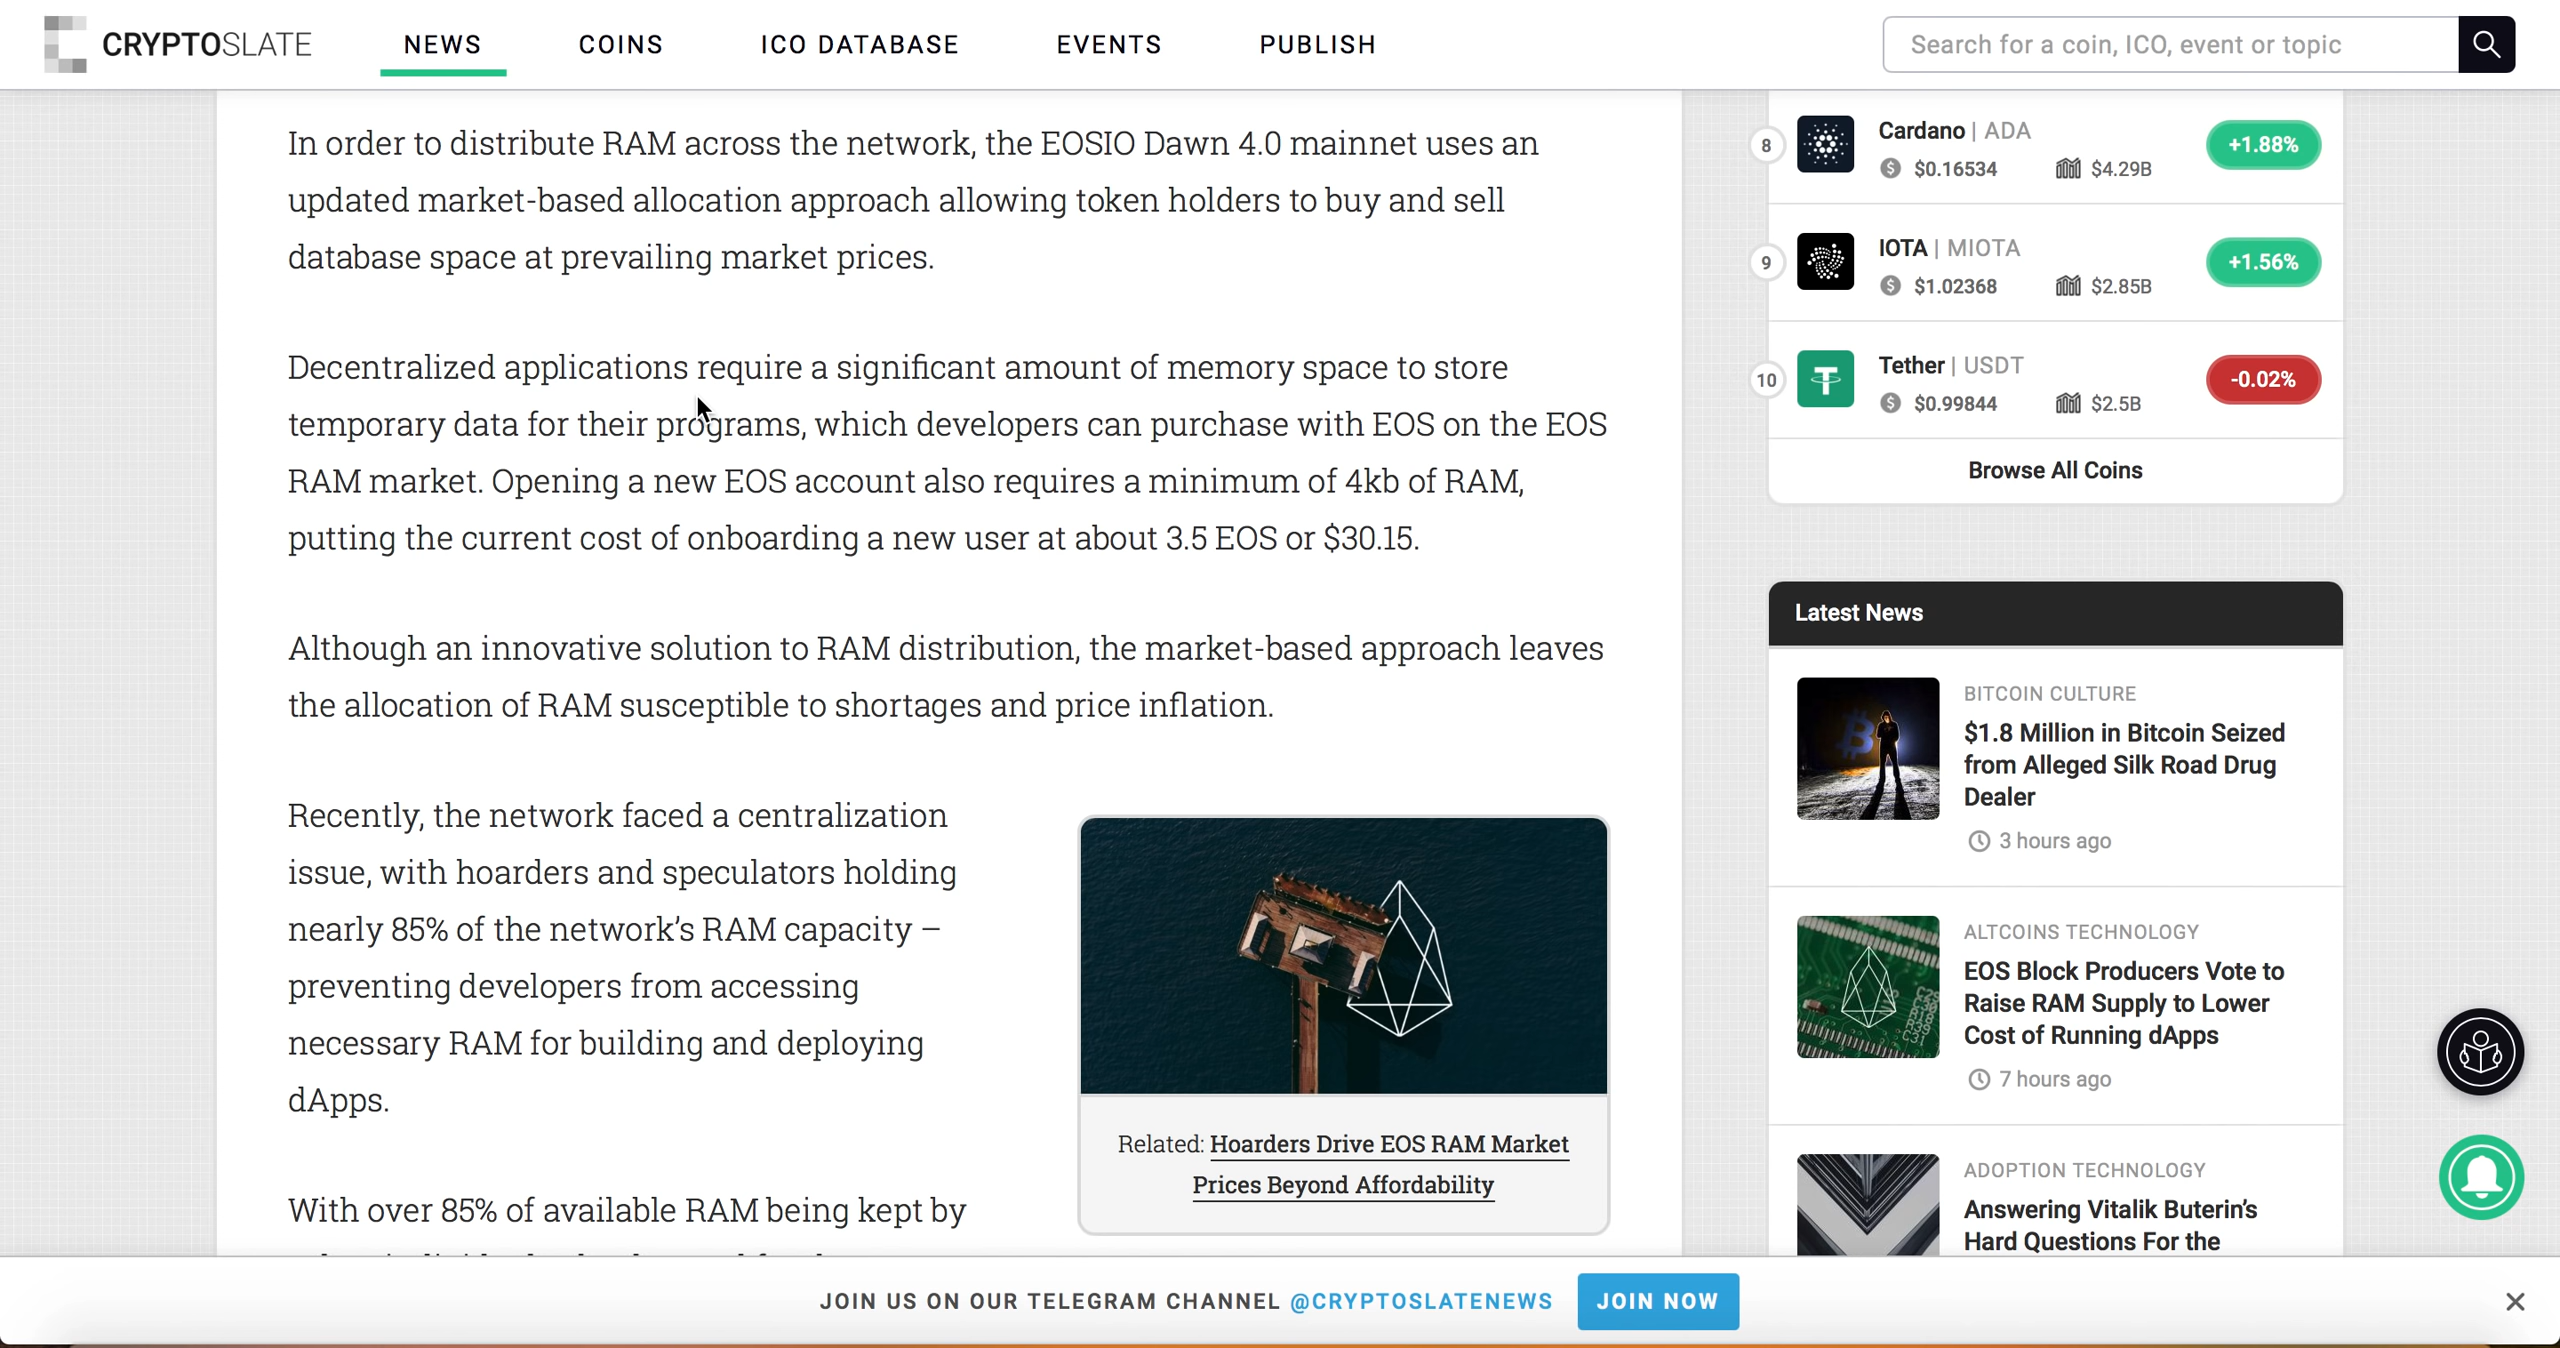 CRYPTOSLATE
NEWS
COINS
ICO DATABASE
EVENTS
PUBLISH
Search for a coin, ICO, event or topic
In order to distribute RAM across the network, the EOSIO Dawn 4.0 mainnet uses an
updated market-based allocation approach allowing token holders to buy and sell
database space at prevailing market prices.
Decentralized applications require a significant amount of memory space to store
temporary data for their programs, which developers can purchase with EOS on the EOS
RAM market. Opening a new EOS account also requires a minimum of 4kb of RAM,
putting the current cost of onboarding a new user at about 3.5 EOS or $30.15.
Although an innovative solution to RAM distribution, the market-based approach leaves
the allocation of RAM susceptible to shortages and price inflation.
Recently, the network faced a centralization
issue, with hoarders and speculators holding
nearly 85% of the network’s RAM capacity –
preventing developers from accessing
necessary RAM for building and deploying
dApps.
With over 85% of available RAM being kept by
Related: Hoarders Drive EOS RAM Market
Prices Beyond Affordability
8
Cardano | ADA
$0.16534
$4.29B
+1.88%
9
IOTA | MIOTA
$1.02368
$2.85B
+1.56%
10
Tether | USDT
$0.99844
$2.5B
-0.02%
Browse All Coins
Latest News
BITCOIN CULTURE
$1.8 Million in Bitcoin Seized
from Alleged Silk Road Drug
Dealer
3 hours ago
ALTCOINS TECHNOLOGY
EOS Block Producers Vote to
Raise RAM Supply to Lower
Cost of Running dApps
7 hours ago
ADOPTION TECHNOLOGY
Answering Vitalik Buterin’s
Hard Questions For the
JOIN US ON OUR TELEGRAM CHANNEL @CRYPTOSLATENEWS
JOIN NOW